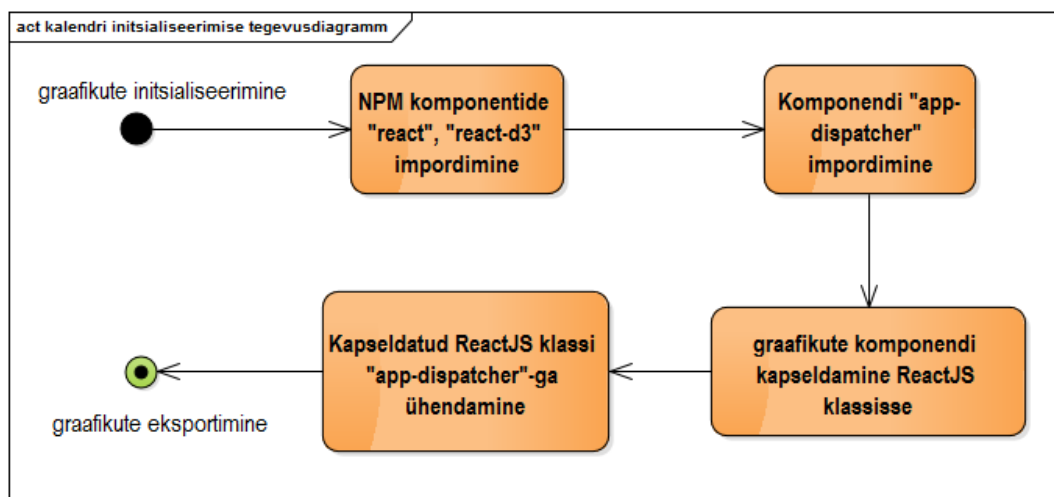 act kalendri initsialiseerimise tegevusdiagramm
graafikute initsialiseerimine
NPM komponentide
"react", "react-d3"
impordimine
Komponendi "app-
dispatcher"
impordimine
graafikute komponendi
kapseldamine ReactJS
klassisse
Kapseldatud ReactJS klassi
"app-dispatcher"-ga
ühendamine
graafikute eksportimine